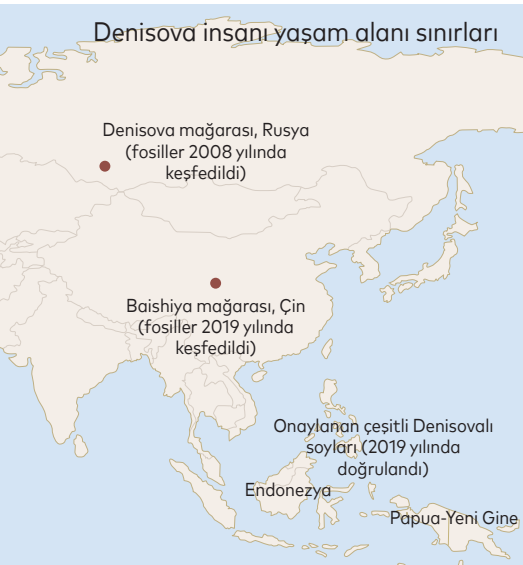 Denisova insanı yaşam alanı sınırları
Denisova mağarası, Rusya
(fosiller 2008 yılında
keşfedildi)
Baishiya mağarası, Çin
(fosiller 2019 yılında
keşfedildi)
Onaylanan çeşitli Denisovalı
soyları (2019 yılında
doğrulandı)
Endonezya
Papua-Yeni Gine